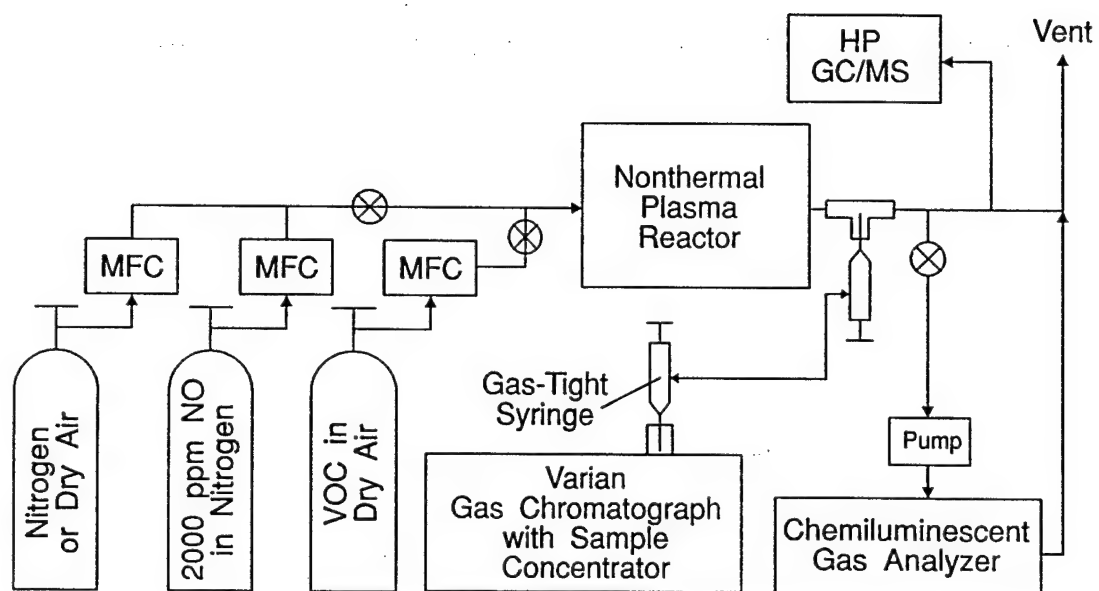 HP
GC/MS
Vent
Nonthermal
Plasma
Reactor
MFC
MFC
MFC
Gas-Tight
Syringe
Nitrogen
or Dry Air
2000 ppm NO
in Nitrogen
VOC in
Dry Air
Varian
Gas Chromatograph
with Sample
Concentrator
Pump
Chemiluminescent
Gas Analyzer